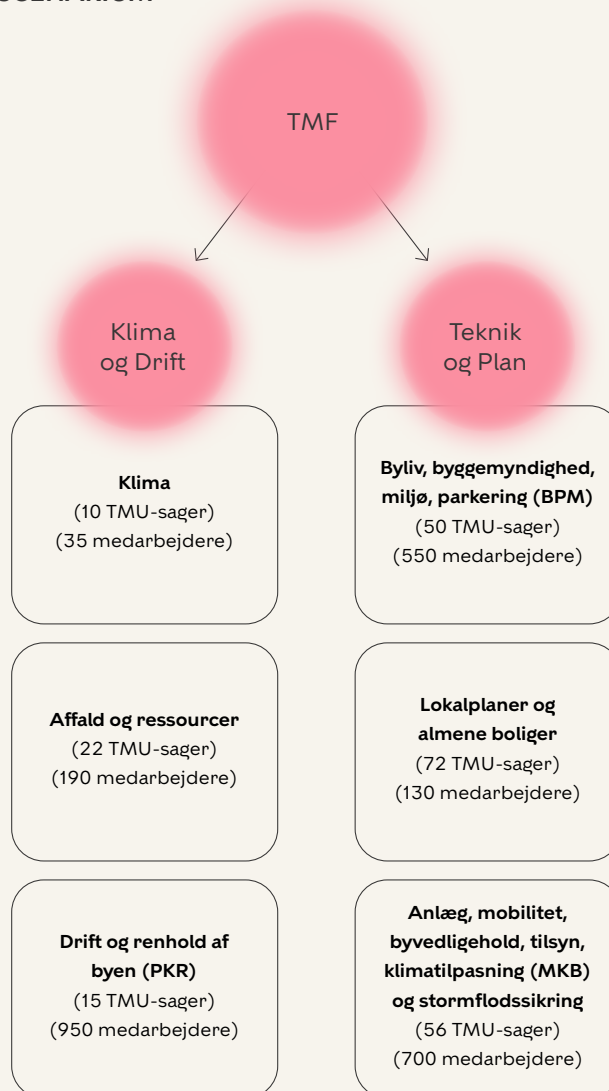 TMF
Klima
og Drift
Klima
(10 TMU-sager)
(35 medarbejdere)
Affald og ressourcer
(22 TMU-sager)
(190 medarbejdere)
Drift og renhold af
byen (PKR)
(15 TMU-sager)
(950 medarbejdere)
Teknik
og Plan
Byliv, byggemyndighed,
miljø, parkering (BPM)
(50 TMU-sager)
(550 medarbejdere)
Lokalplaner og
almene boliger
(72 TMU-sager)
(130 medarbejdere)
Anlæg, mobilitet,
byvedligehold, tilsyn,
klimatilpasning (MKB)
og stormflodssikring
(56 TMU-sager)
(700 medarbejdere)